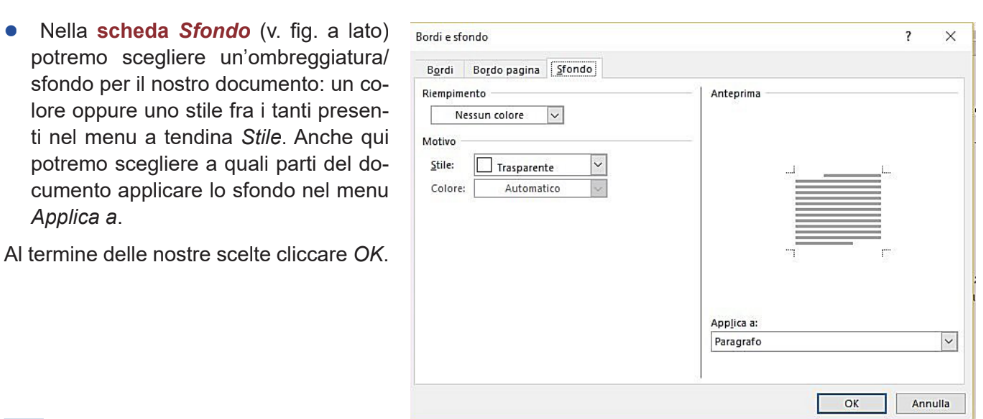 ● Nella scheda Sfondo (v. fig. a lato)
potremo scegliere un'ombreggiatura/
sfondo per il nostro documento: un co-
lore oppure uno stile fra i tanti presen-
ti nel menu a tendina Stile. Anche qui
potremo scegliere a quali parti del do-
cumento applicare lo sfondo nel menu
Applica a.
Al termine delle nostre scelte cliccare OK.
Bordi e sfondo ? ×
Bordi Bordo pagina Sfondo
Riempimento
Nessun colore
Motivo
Stile: Trasparente
Colore: Automatico
Anteprima
Applica a:
Paragrafo
OK Annulla